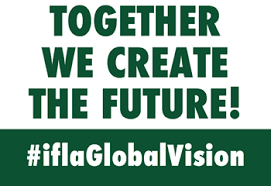 TOGETHER
WE CREATE
THE FUTURE!
#iflaGlobalVision